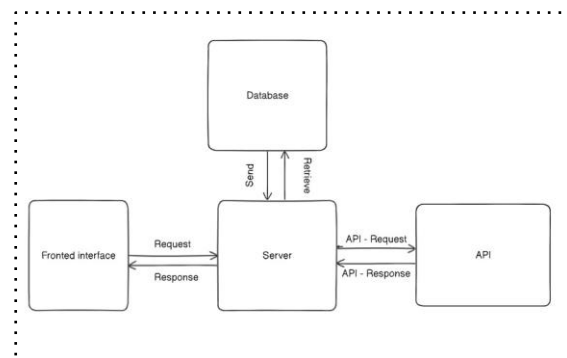 Database
Send
Retrieve
Fronted interface
Request
Response
Server
API - Request
API - Response
API